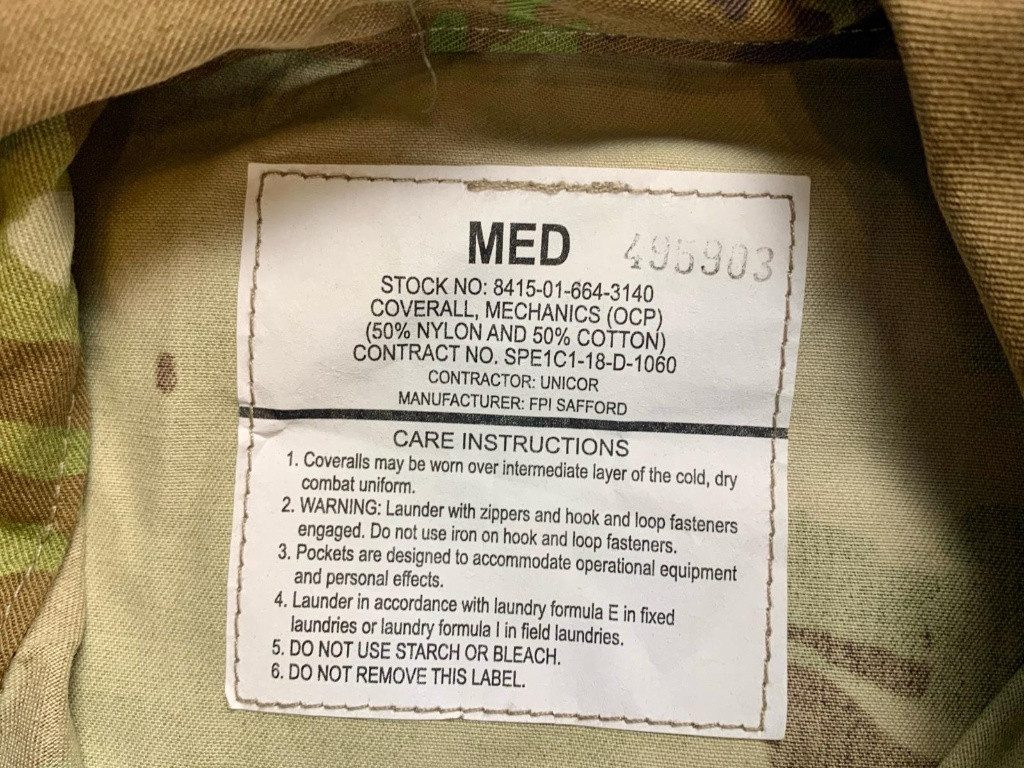 MED 495903
STOCK NO: 8415-01-664-3140
COVERALL, MECHANICS (OCP)
(50% NYLON AND 50% COTTON)
CONTRACT NO. SPE1C1-18-D-1060
CONTRACTOR: UNICOR
MANUFACTURER: FPI SAFFORD
CARE INSTRUCTIONS
1. Coveralls may be worn over intermediate layer of the cold, dry
combat uniform.
2. WARNING: Launder with zippers and hook and loop fasteners
engaged. Do not use iron on hook and loop fasteners.
3. Pockets are designed to accommodate operational equipment
and personal effects.
4. Launder in accordance with laundry formula E in fixed
laundries or laundry formula I in field laundries.
5. DO NOT USE STARCH OR BLEACH.
6. DO NOT REMOVE THIS LABEL.